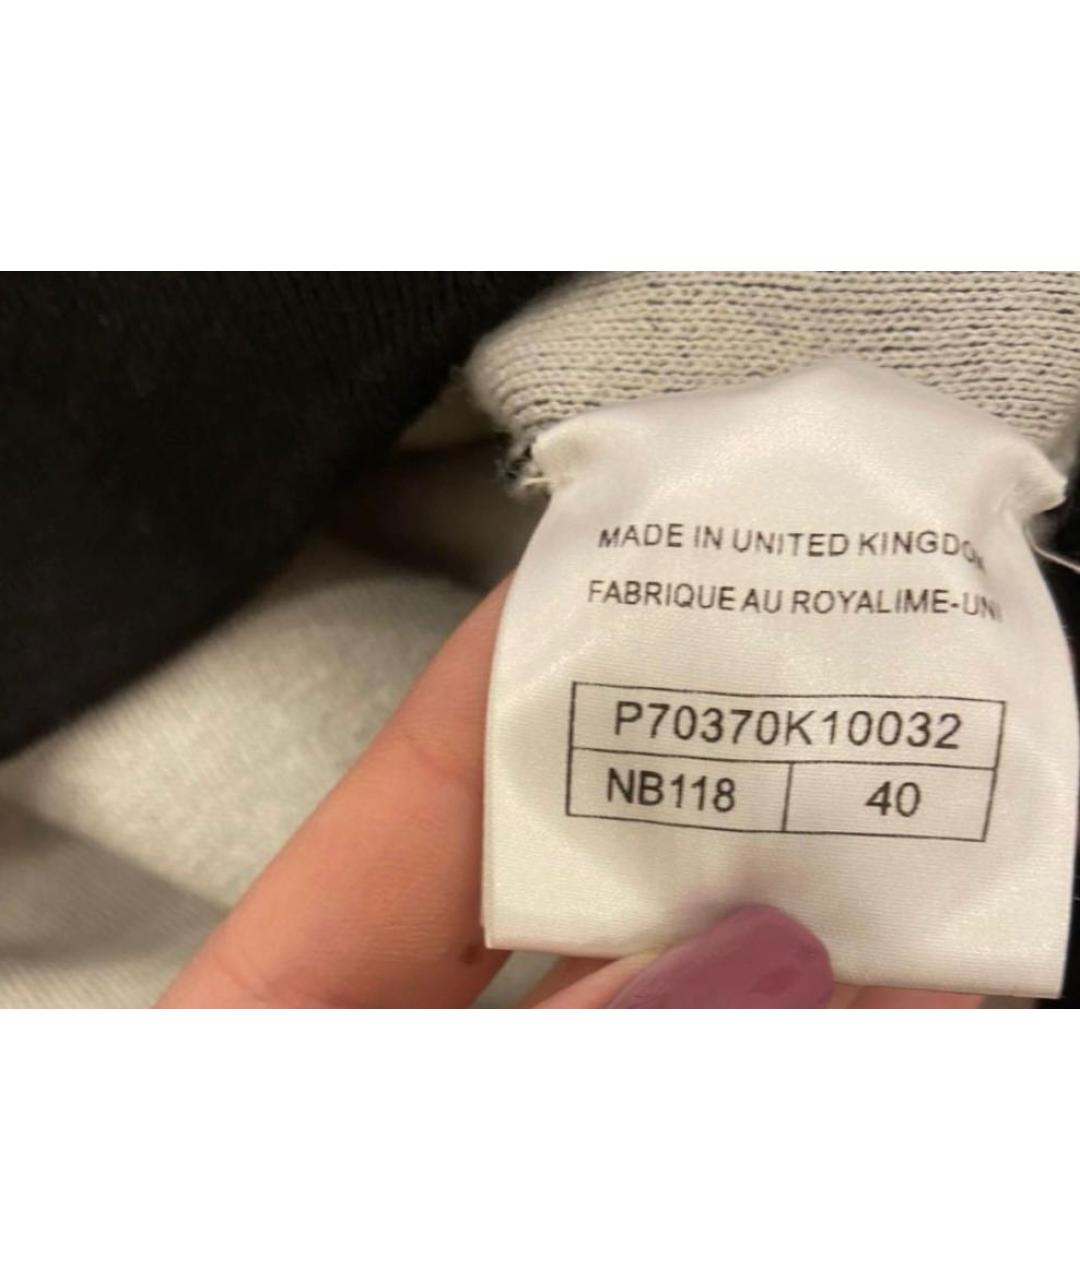 MADE IN UNITED KINGDOM
FABRIQUE AU ROYALIME-UNI
P70370K10032
NB118 40